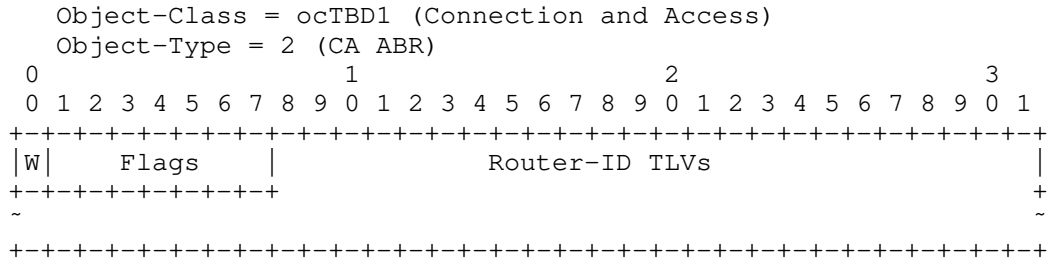 Object-Class = ocTBD1 (Connection and Access)
   Object-Type = 2 (CA ABR)
 0                   1                   2                   3
 0 1 2 3 4 5 6 7 8 9 0 1 2 3 4 5 6 7 8 9 0 1 2 3 4 5 6 7 8 9 0 1
+-+-+-+-+-+-+-+-+-+-+-+-+-+-+-+-+-+-+-+-+-+-+-+-+-+-+-+-+-+-+-+-+
|W|    Flags    |             Router-ID TLVs                    |
+-+-+-+-+-+-+-+-+                                               +
~                                                               ~
+-+-+-+-+-+-+-+-+-+-+-+-+-+-+-+-+-+-+-+-+-+-+-+-+-+-+-+-+-+-+-+-+